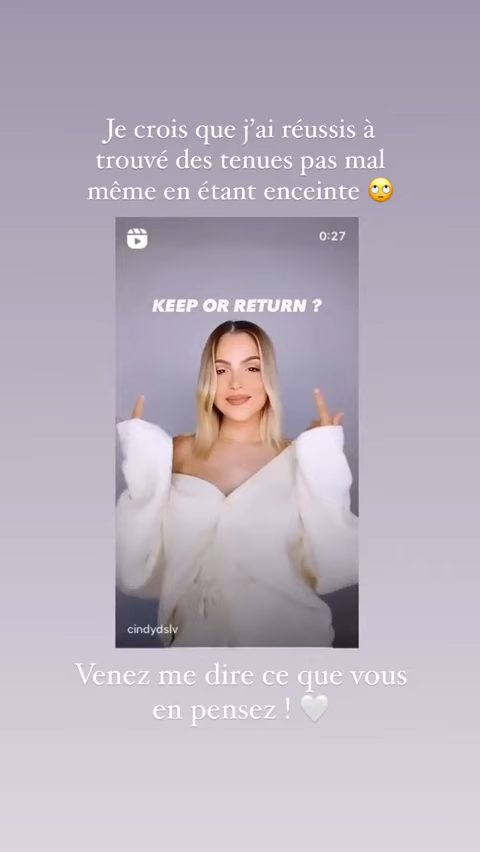 Je crois que j’ai réussis à
trouvé des tenues pas mal
même en étant enceinte 🙄
0:27
KEEP OR RETURN ?
cindydslv
Venez me dire ce que vous
en pensez ! 🤍